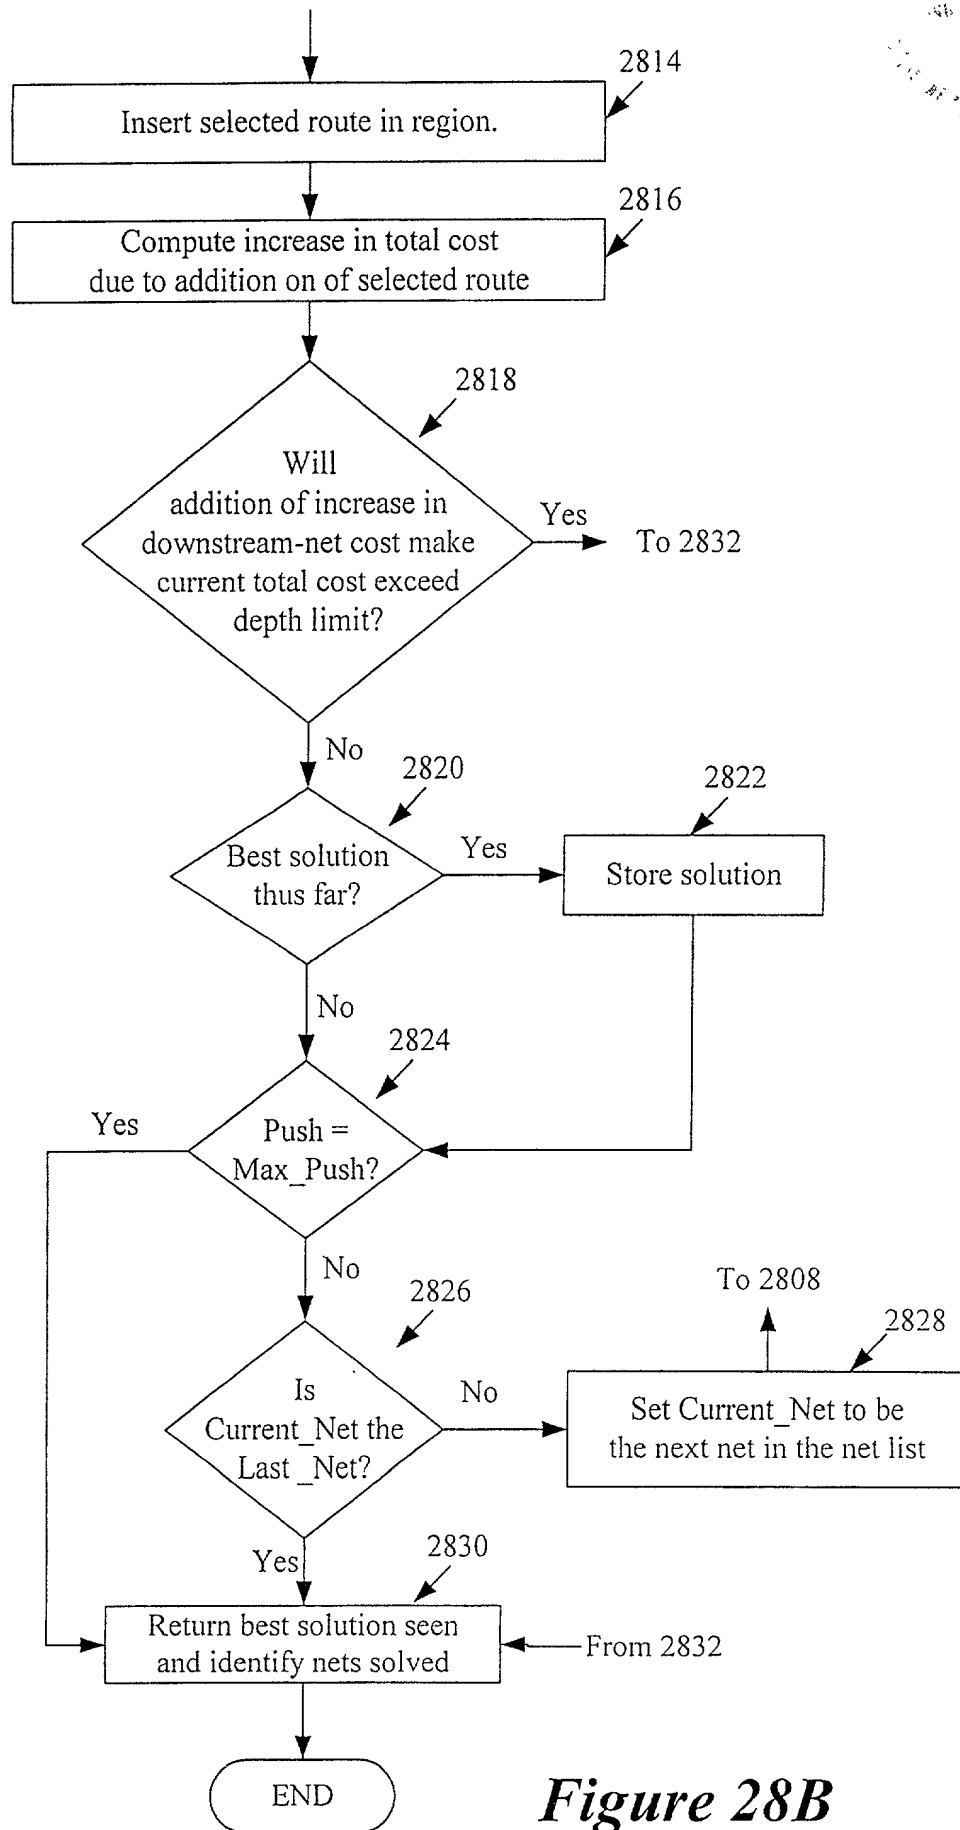 2814
Insert selected route in region.
2816
Compute increase in total cost
due to addition on of selected route
2818
Will
addition of increase in
downstream-net cost make
current total cost exceed
depth limit?
Yes
To 2832
No
2820
Best solution
thus far?
Yes
2822
Store solution
No
2824
Push =
Max_Push?
Yes
No
2826
Is
Current_Net the
Last _Net?
No
To 2808
2828
Set Current_Net to be
the next net in the net list
Yes
2830
Return best solution seen
and identify nets solved
From 2832
END
Figure 28B